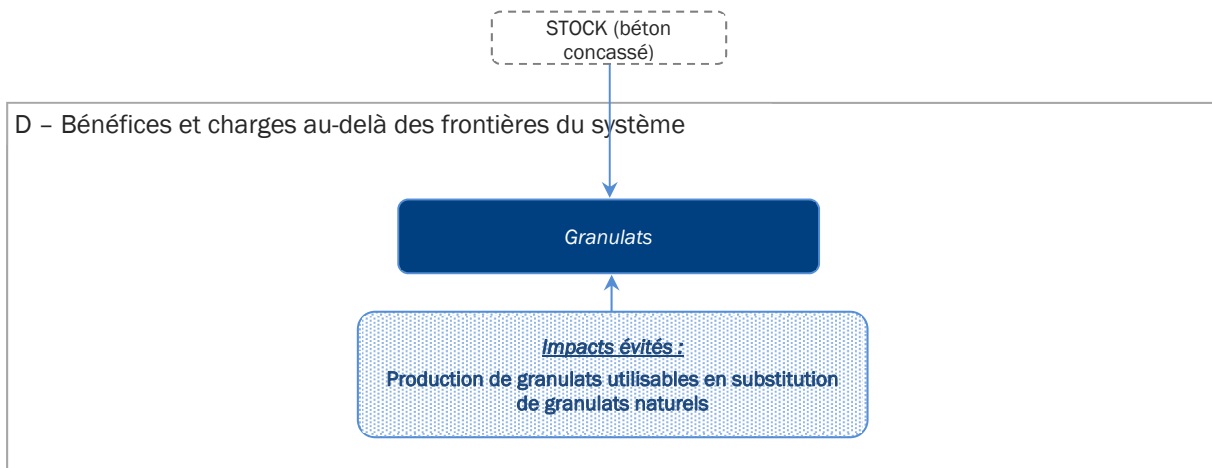 STOCK (béton
concassé)
D – Bénéfices et charges au-delà des frontières du système
Granulats
Impacts évités :
Production de granulats utilisables en substitution
de granulats naturels